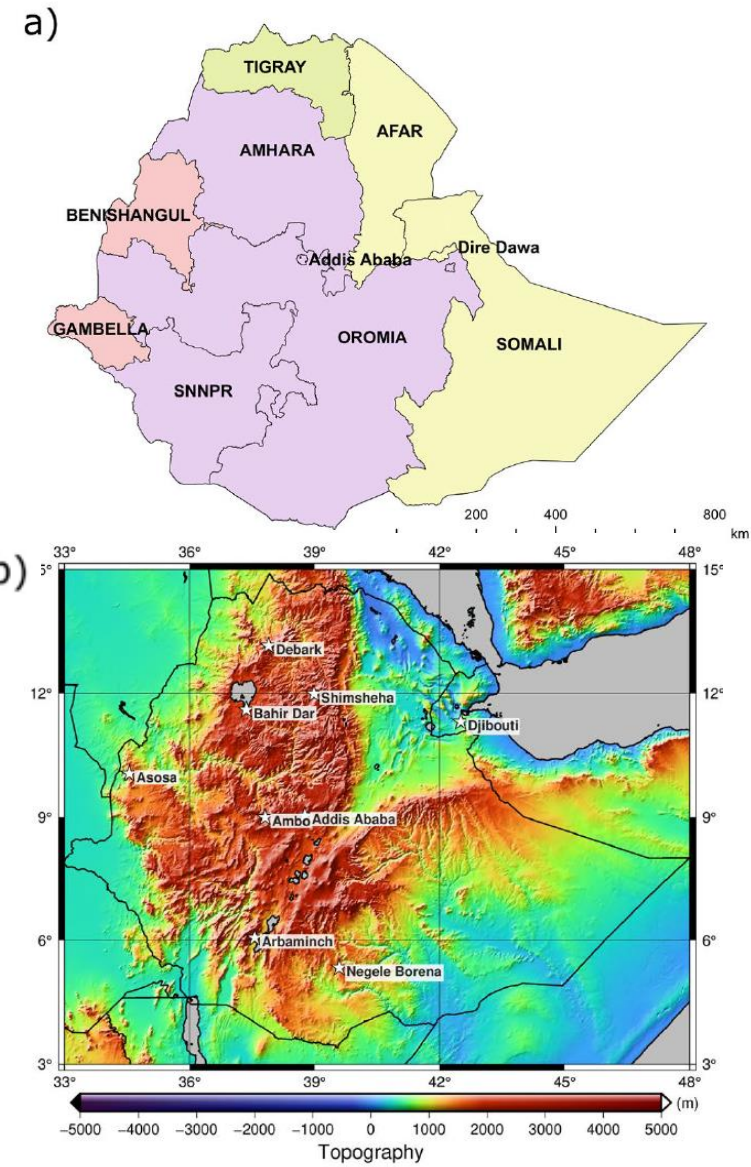 a)
TIGRAY
AFAR
AMHARA
BENISHANGUL
Dire Dawa
Addis Ababa
GAMBELLA
OROMIA
SOMALI
SNNPR
200 400 800
km
b)
33° 36° 39° 42° 45° 48°
5° 15°
Debark
12° 12°
Shimsheha
Bahir Dar
Djibouti
Asosa
9° 9°
Ambo Addis Ababa
6° 6°
Arbaminch
Negele Borena
3° 3°
33° 36° 39° 42° 45° 48°
(m)
−5000 −4000 −3000 −2000 −1000 0 1000 2000 3000 4000 5000
Topography